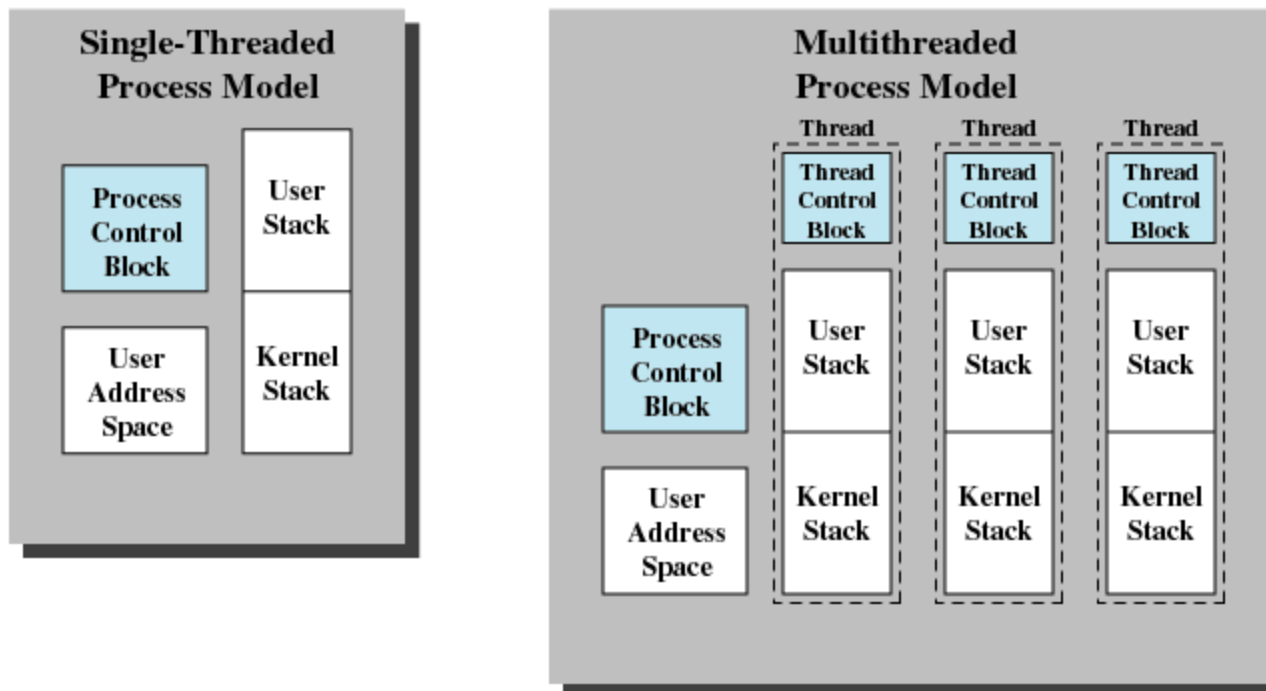 Single-Threaded
Process Model
Process
Control
Block
User
Stack
User
Address
Space
Kernel
Stack
Multithreaded
Process Model
Process
Control
Block
User
Address
Space
Thread
Thread
Control
Block
User
Stack
Kernel
Stack
Thread
Thread
Control
Block
User
Stack
Kernel
Stack
Thread
Thread
Control
Block
User
Stack
Kernel
Stack